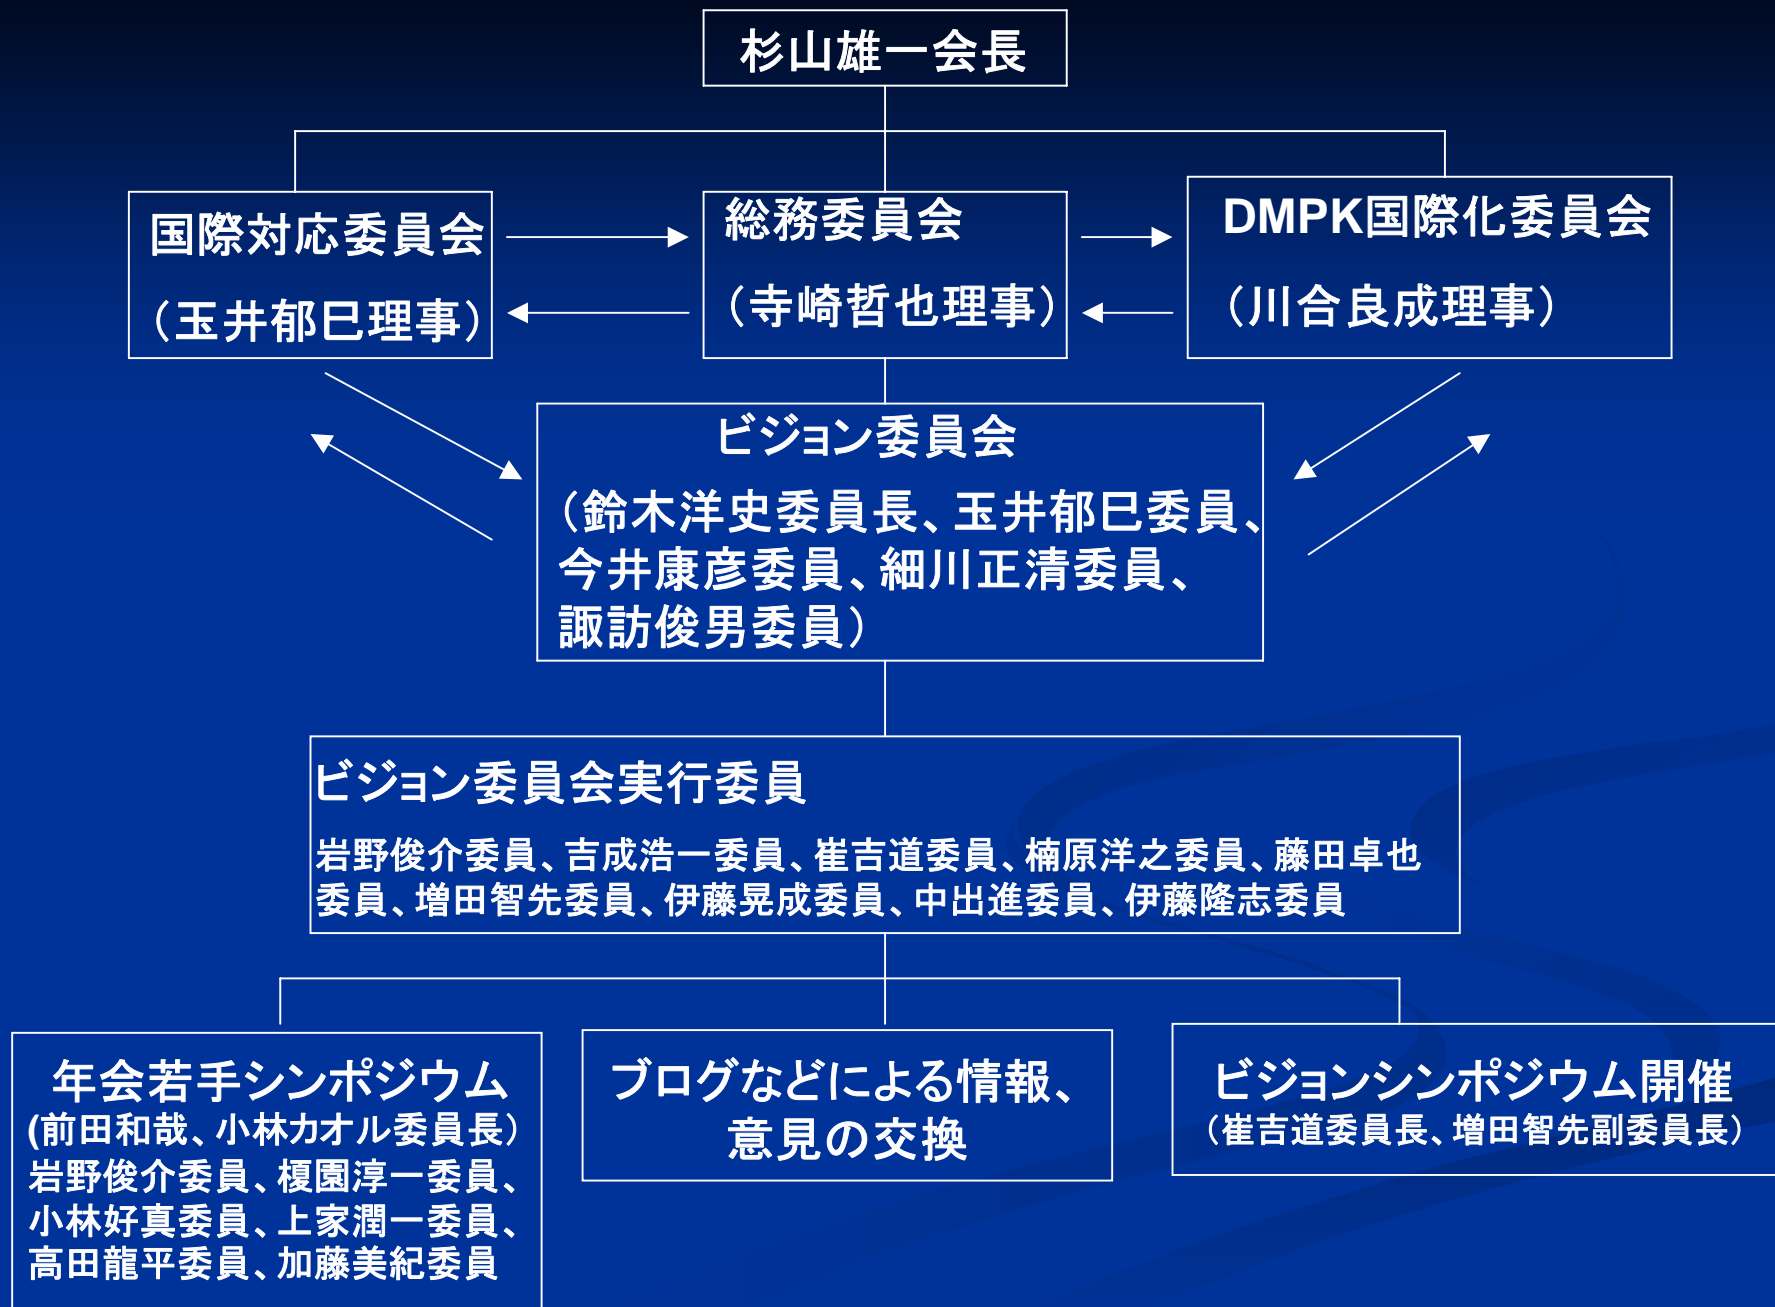 杉山雄一会長
国際対応委員会
（玉井郁巳理事）
総務委員会
（寺崎哲也理事）
DMPK国際化委員会
（川合良成理事）
ビジョン委員会
（鈴木洋史委員長、玉井郁巳委員、
今井康彦委員、細川正清委員、
諏訪俊男委員）
ビジョン委員会実行委員
岩野俊介委員、吉成浩一委員、崔吉道委員、楠原洋之委員、藤田卓也
委員、増田智先委員、伊藤晃成委員、中出進委員、伊藤隆志委員
年会若手シンポジウム
(前田和哉、小林カオル委員長）
岩野俊介委員、榎園淳一委員、
小林好真委員、上家潤一委員、
高田龍平委員、加藤美紀委員
ブログなどによる情報、
意見の交換
ビジョンシンポジウム開催
（崔吉道委員長、増田智先副委員長）